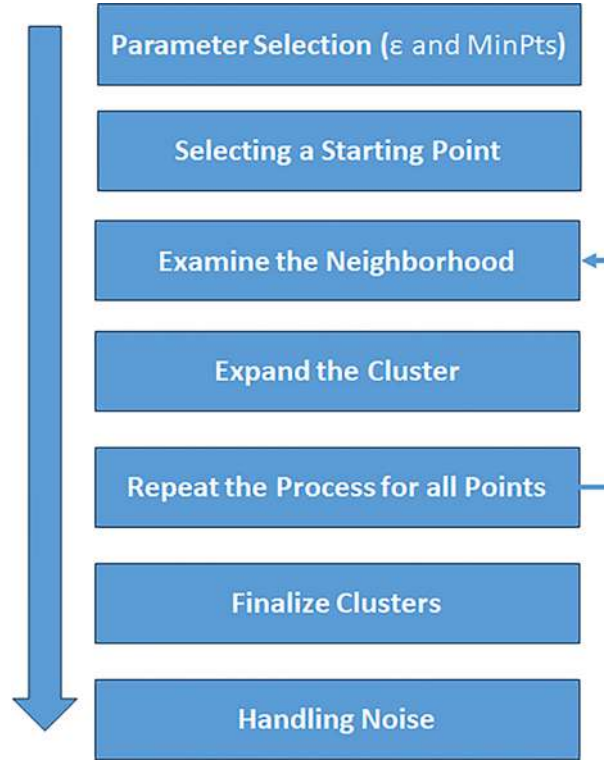 Parameter Selection (ε and MinPts)
Selecting a Starting Point
Examine the Neighborhood
Expand the Cluster
Repeat the Process for all Points
Finalize Clusters
Handling Noise